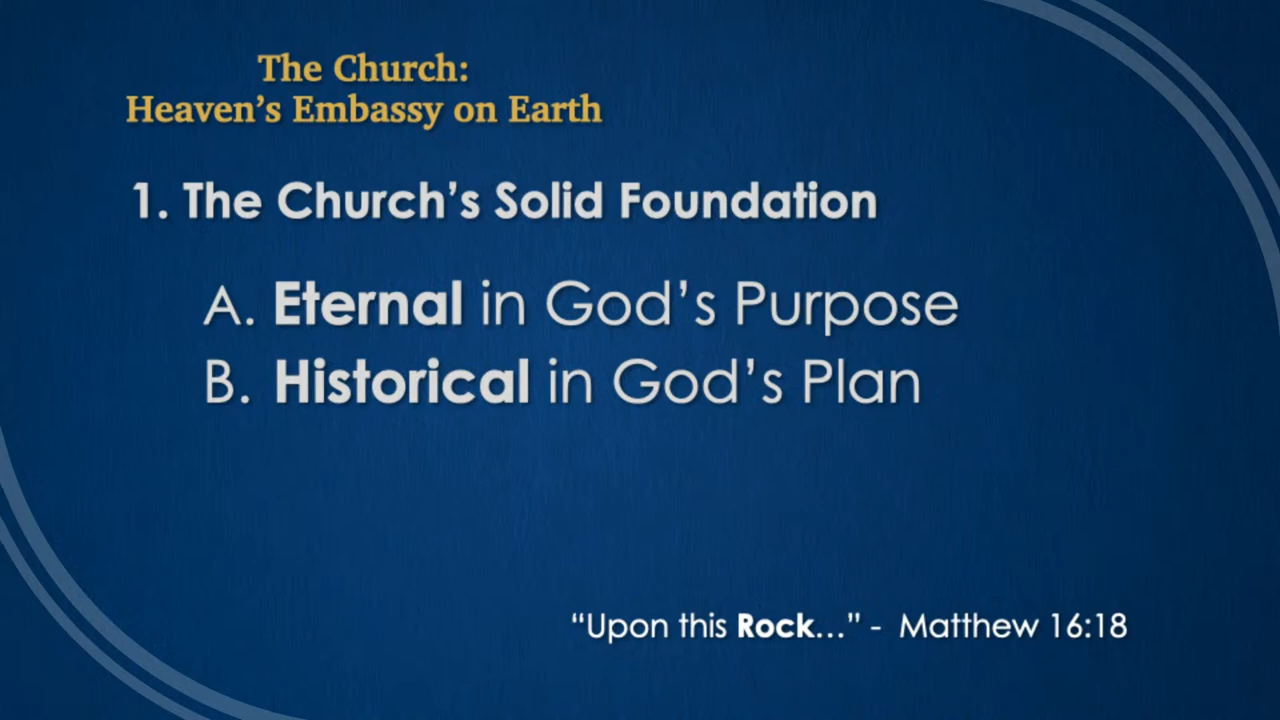 The Church:
Heaven’s Embassy on Earth
1. The Church’s Solid Foundation
A. Eternal in God’s Purpose
B. Historical in God’s Plan
“Upon this Rock…” - Matthew 16:18